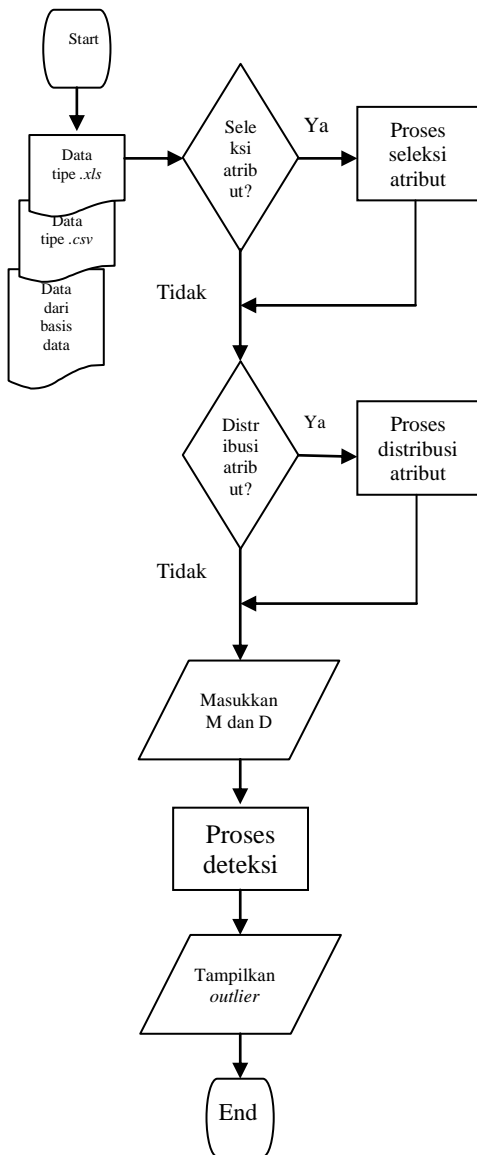 Start
Data
tipe .xls
Data
tipe .csv
Data
dari
basis
data
Sele
ksi
atrib
ut?
Ya
Proses
seleksi
atribut
Tidak
Distr
ibusi
atrib
ut?
Ya
Proses
distribusi
atribut
Tidak
Masukkan
M dan D
Proses
deteksi
Tampilkan
outlier
End